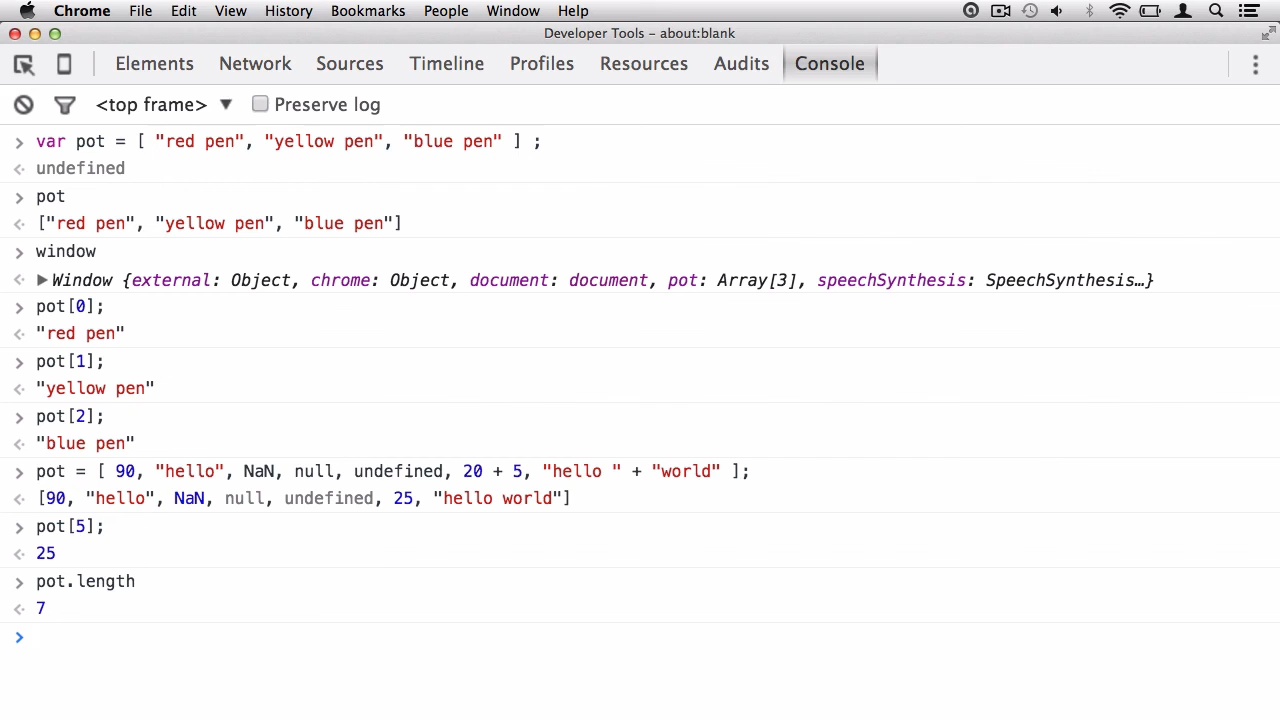 Chrome File Edit View History Bookmarks People Window Help
Developer Tools - about:blank
Elements Network Sources Timeline Profiles Resources Audits Console
<top frame> ▼ Preserve log
> var pot = [ "red pen", "yellow pen", "blue pen" ] ;
undefined
> pot
["red pen", "yellow pen", "blue pen"]
> window
▶ Window {external: Object, chrome: Object, document: document, pot: Array[3], speechSynthesis: SpeechSynthesis…}
> pot[0];
"red pen"
> pot[1];
"yellow pen"
> pot[2];
"blue pen"
> pot = [ 90, "hello", NaN, null, undefined, 20 + 5, "hello " + "world" ];
[90, "hello", NaN, null, undefined, 25, "hello world"]
> pot[5];
25
> pot.length
7
>